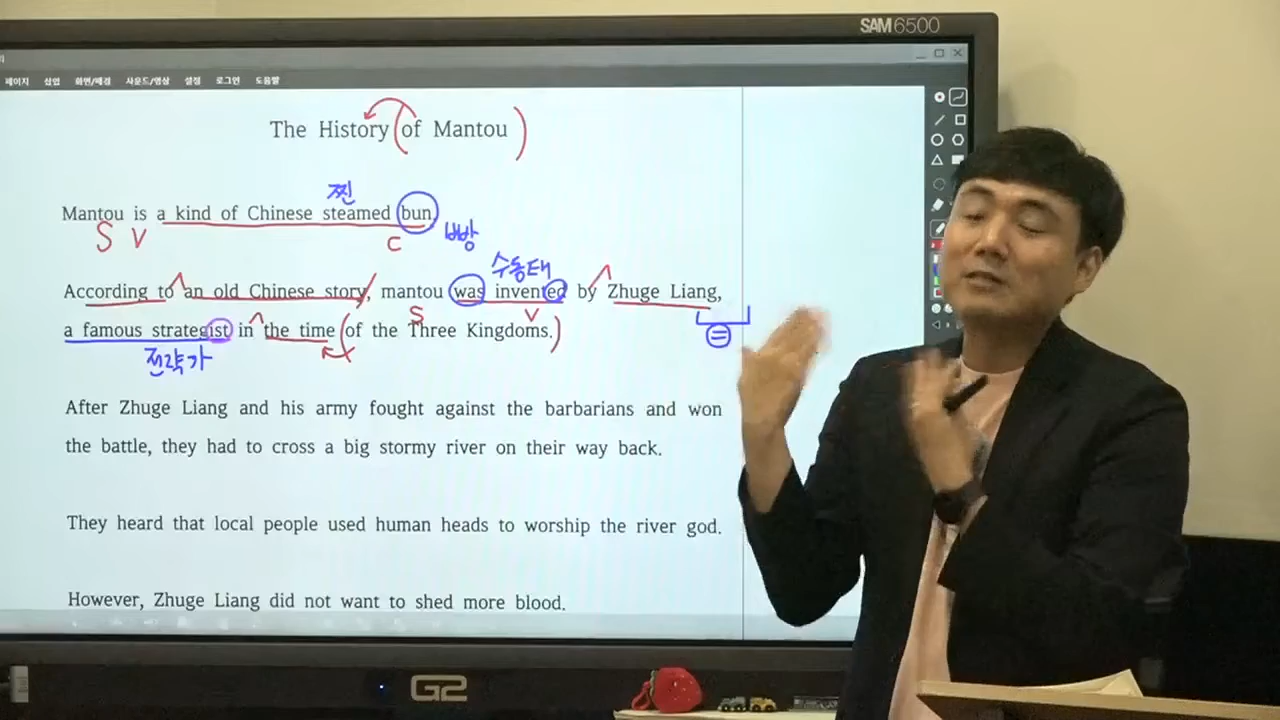 SAM6500
페이지 삽입 화면/배경 사운드/영상 설정 로그인 도움말
The History (of Mantou)
찐
Mantou is a kind of Chinese steamed bun
S V C 빵
수동태
According to an old Chinese story, mantou was invented by Zhuge Liang,
S V
a famous strategist in the time (of the Three Kingdoms.)
=
전략가
After Zhuge Liang and his army fought against the barbarians and won
the battle, they had to cross a big stormy river on their way back.
They heard that local people used human heads to worship the river god.
However, Zhuge Liang did not want to shed more blood.
G2